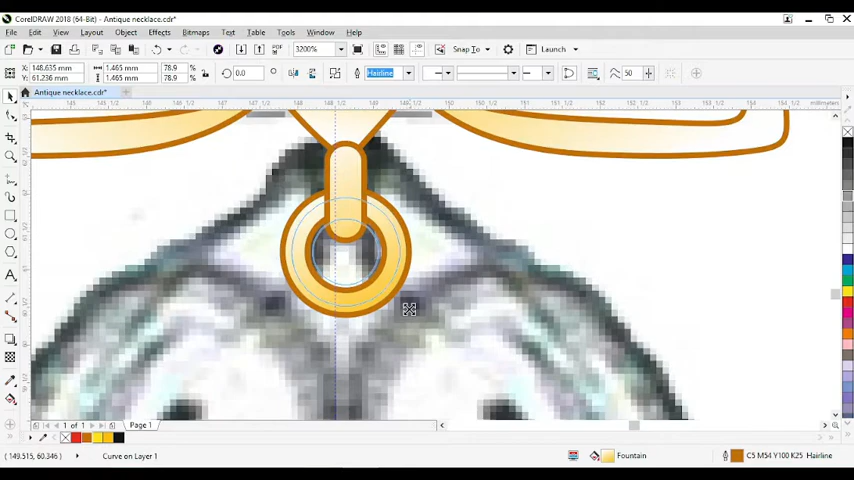 CorelDRAW 2018 (64-Bit) - Antique necklace.cdr*
File Edit View Layout Object Effects Bitmaps Text Table Tools Window Help
PDF 3200% Snap To Launch
X: 148.635 mm 1.465 mm 78.9 % 0.0 ° Hairline 50
Y: 61.236 mm 1.465 mm 78.9 %
Antique necklace.cdr*
millimeters
1 of 1 Page 1
(149.515, 60.346) Curve on Layer 1 Fountain C5 M54 Y100 K25 Hairline